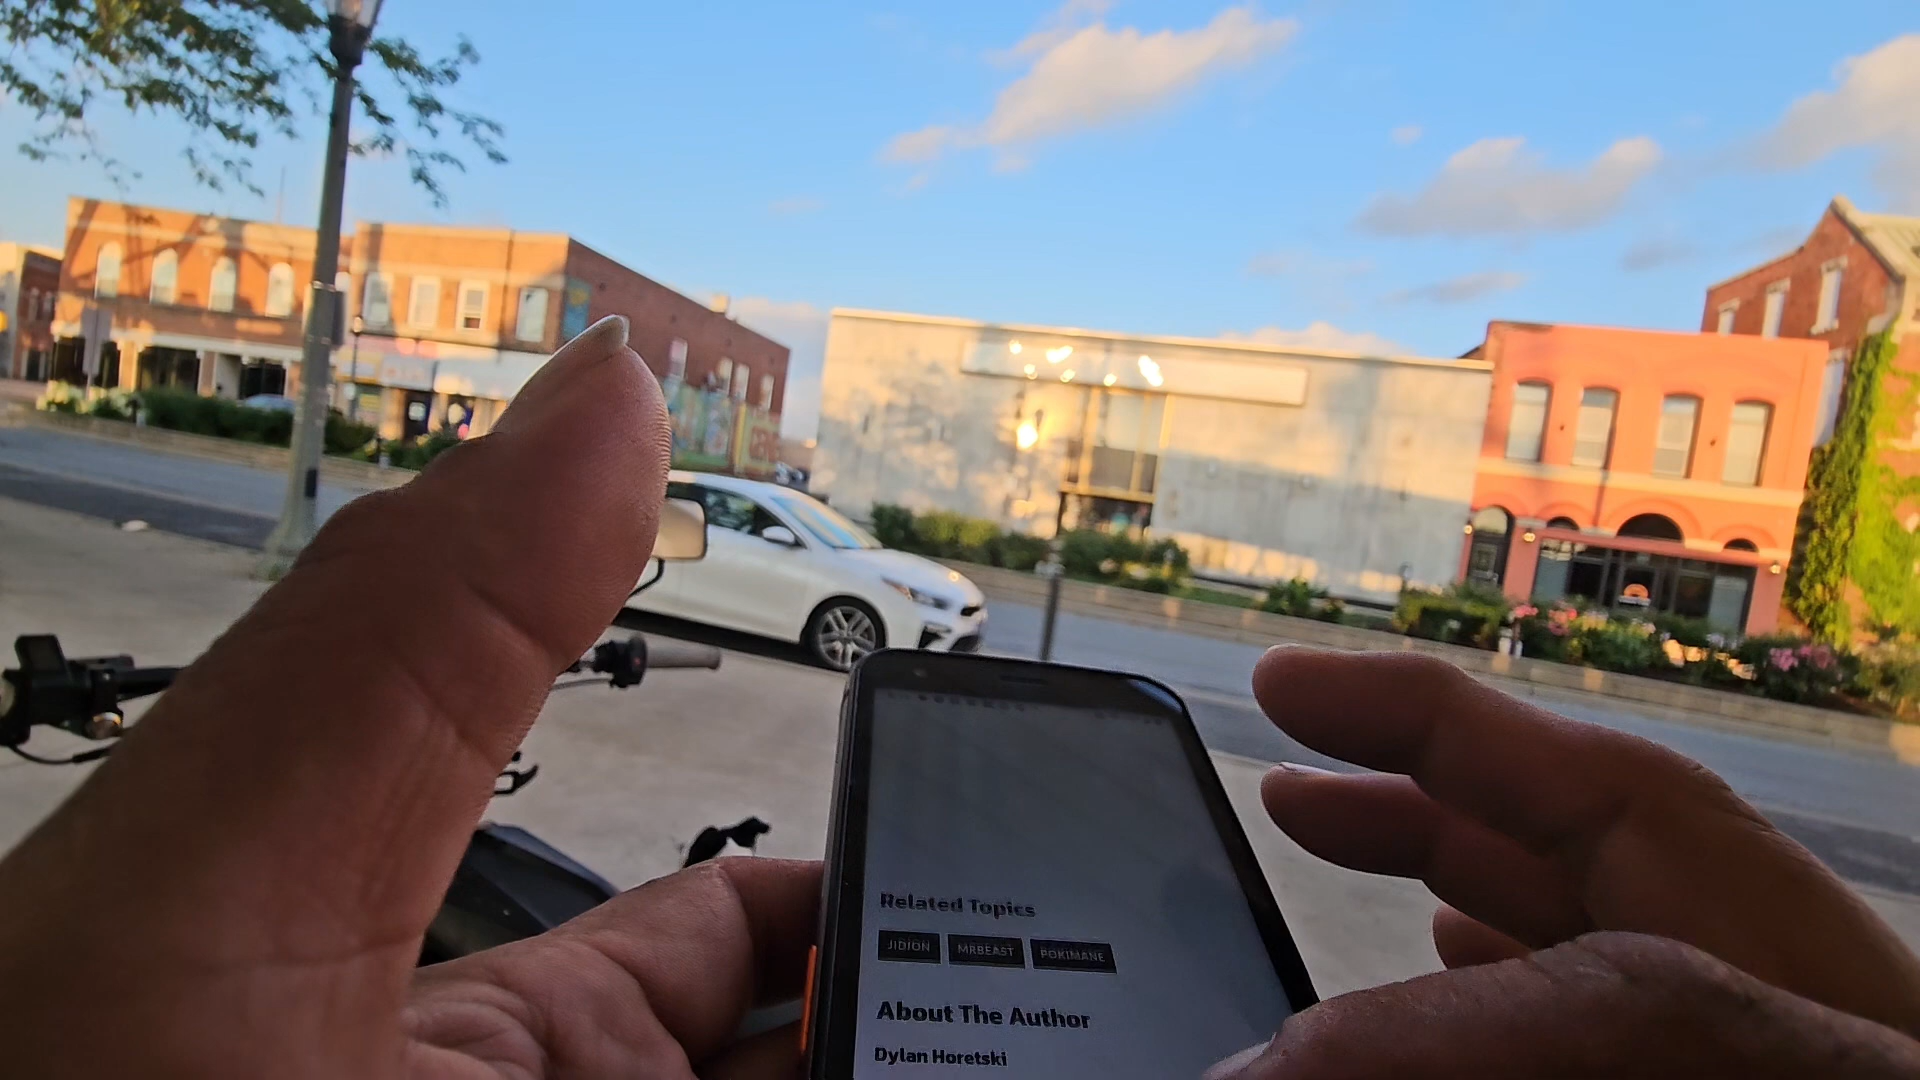 Related Topics
JIDION MRBEAST POKIMANE
About The Author
Dylan Horetski